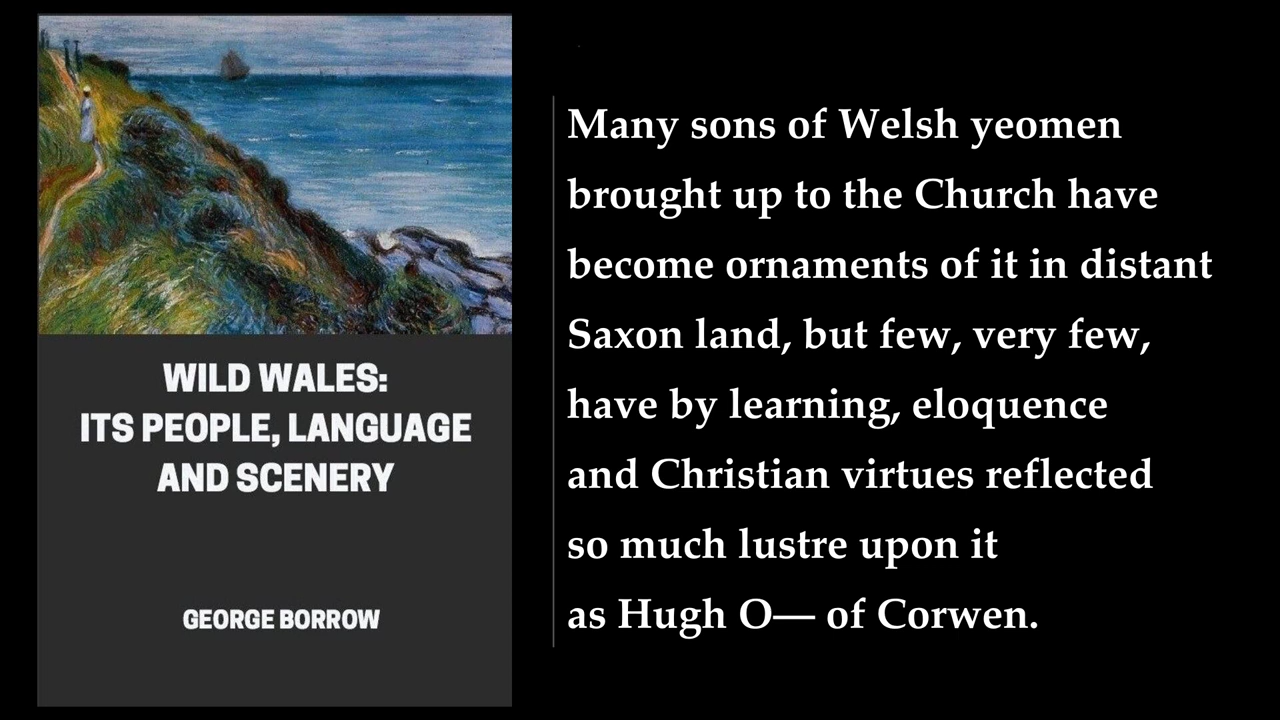 WILD WALES:
ITS PEOPLE, LANGUAGE
AND SCENERY
GEORGE BORROW
Many sons of Welsh yeomen
brought up to the Church have
become ornaments of it in distant
Saxon land, but few, very few,
have by learning, eloquence
and Christian virtues reflected
so much lustre upon it
as Hugh O— of Corwen.